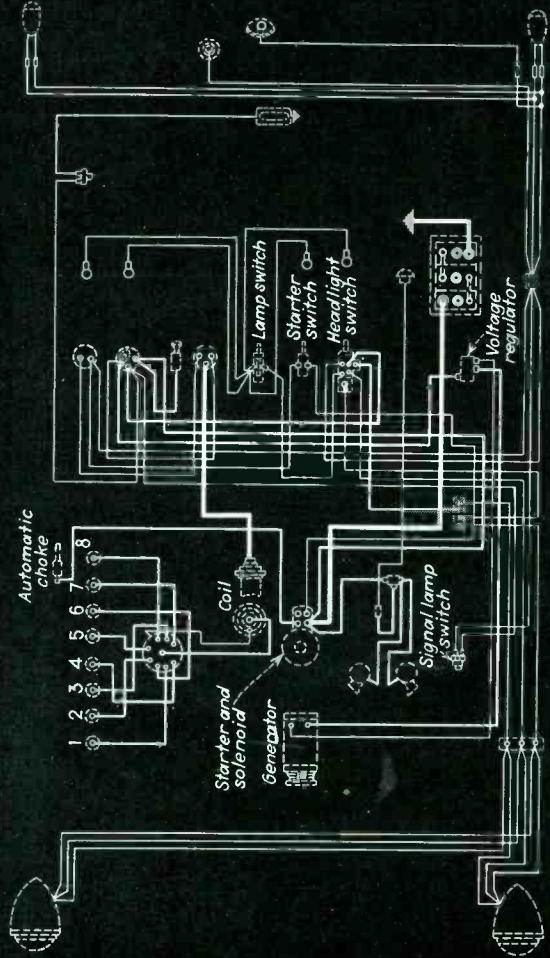 Automatic
choke
1 2 3 4 5 6 7 8
Coil
Lamp switch
Starter
switch
Headlight
switch
Starter and
solenoid
Generator
Signal lamp
switch
Voltage
regulator